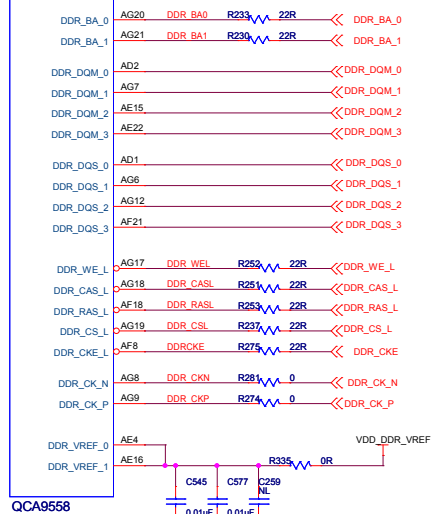 DDR_BA_0 AG20 DDR_BA0 R233 22R DDR_BA_0
DDR_BA_1 AG21 DDR_BA1 R230 22R DDR_BA_1
DDR_DQM_0 AD2 DDR_DQM_0
DDR_DQM_1 AG7 DDR_DQM_1
DDR_DQM_2 AE15 DDR_DQM_2
DDR_DQM_3 AE22 DDR_DQM_3
DDR_DQS_0 AD1 DDR_DQS_0
DDR_DQS_1 AG6 DDR_DQS_1
DDR_DQS_2 AG12 DDR_DQS_2
DDR_DQS_3 AF21 DDR_DQS_3
DDR_WE_L AG17 DDR_WEL R252 22R DDR_WE_L
DDR_CAS_L AG18 DDR_CASL R251 22R DDR_CAS_L
DDR_RAS_L AF18 DDR_RASL R253 22R DDR_RAS_L
DDR_CS_L AG19 DDR_CSL R237 22R DDR_CS_L
DDR_CKE_L AF8 DDRCKE R275 22R DDR_CKE
DDR_CK_N AG8 DDR_CKN R281 0 DDR_CK_N
DDR_CK_P AG9 DDR_CKP R274 0 DDR_CK_P
DDR_VREF_0 AE4 VDD_DDR_VREF
DDR_VREF_1 AE16 R335 0R
C545 C577 C259
NL
QCA9558 0.01uF 0.01uF